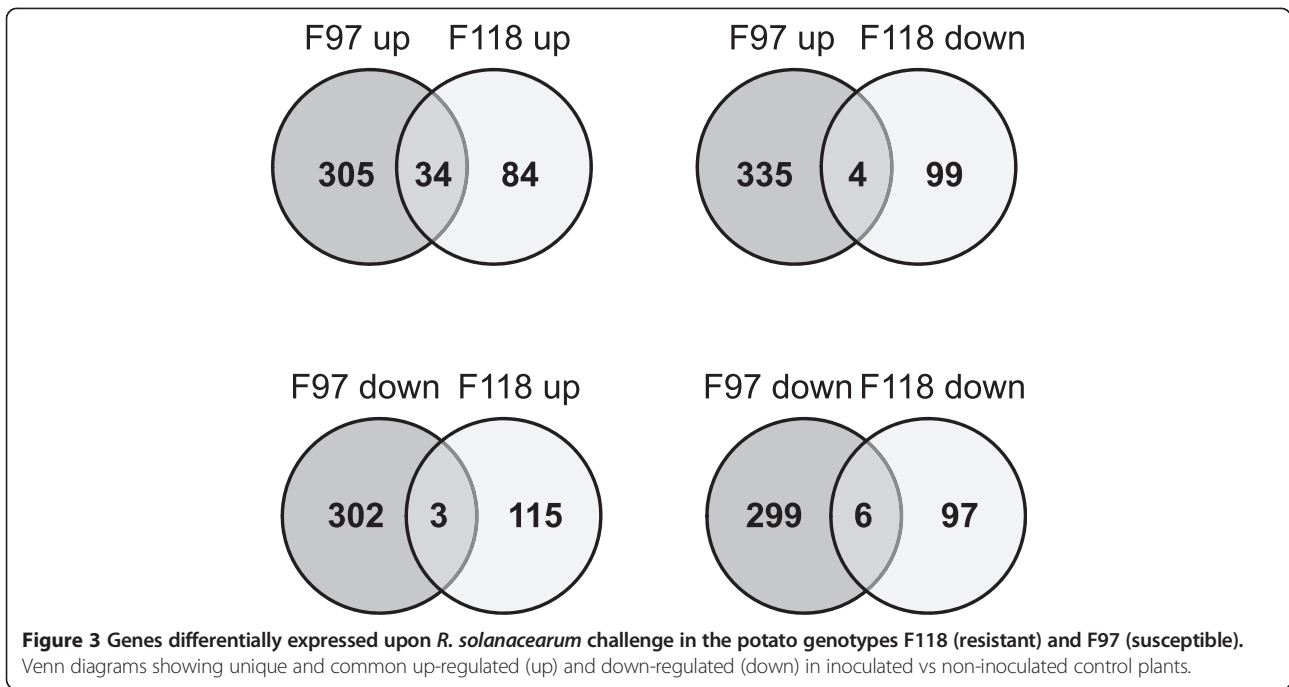 F97 up F118 up
F97 up F118 down
305 34 84
335 4 99
F97 down F118 up
F97 down F118 down
302 3 115
299 6 97
Figure 3 Genes differentially expressed upon R. solanacearum challenge in the potato genotypes F118 (resistant) and F97 (susceptible).
Venn diagrams showing unique and common up-regulated (up) and down-regulated (down) in inoculated vs non-inoculated control plants.